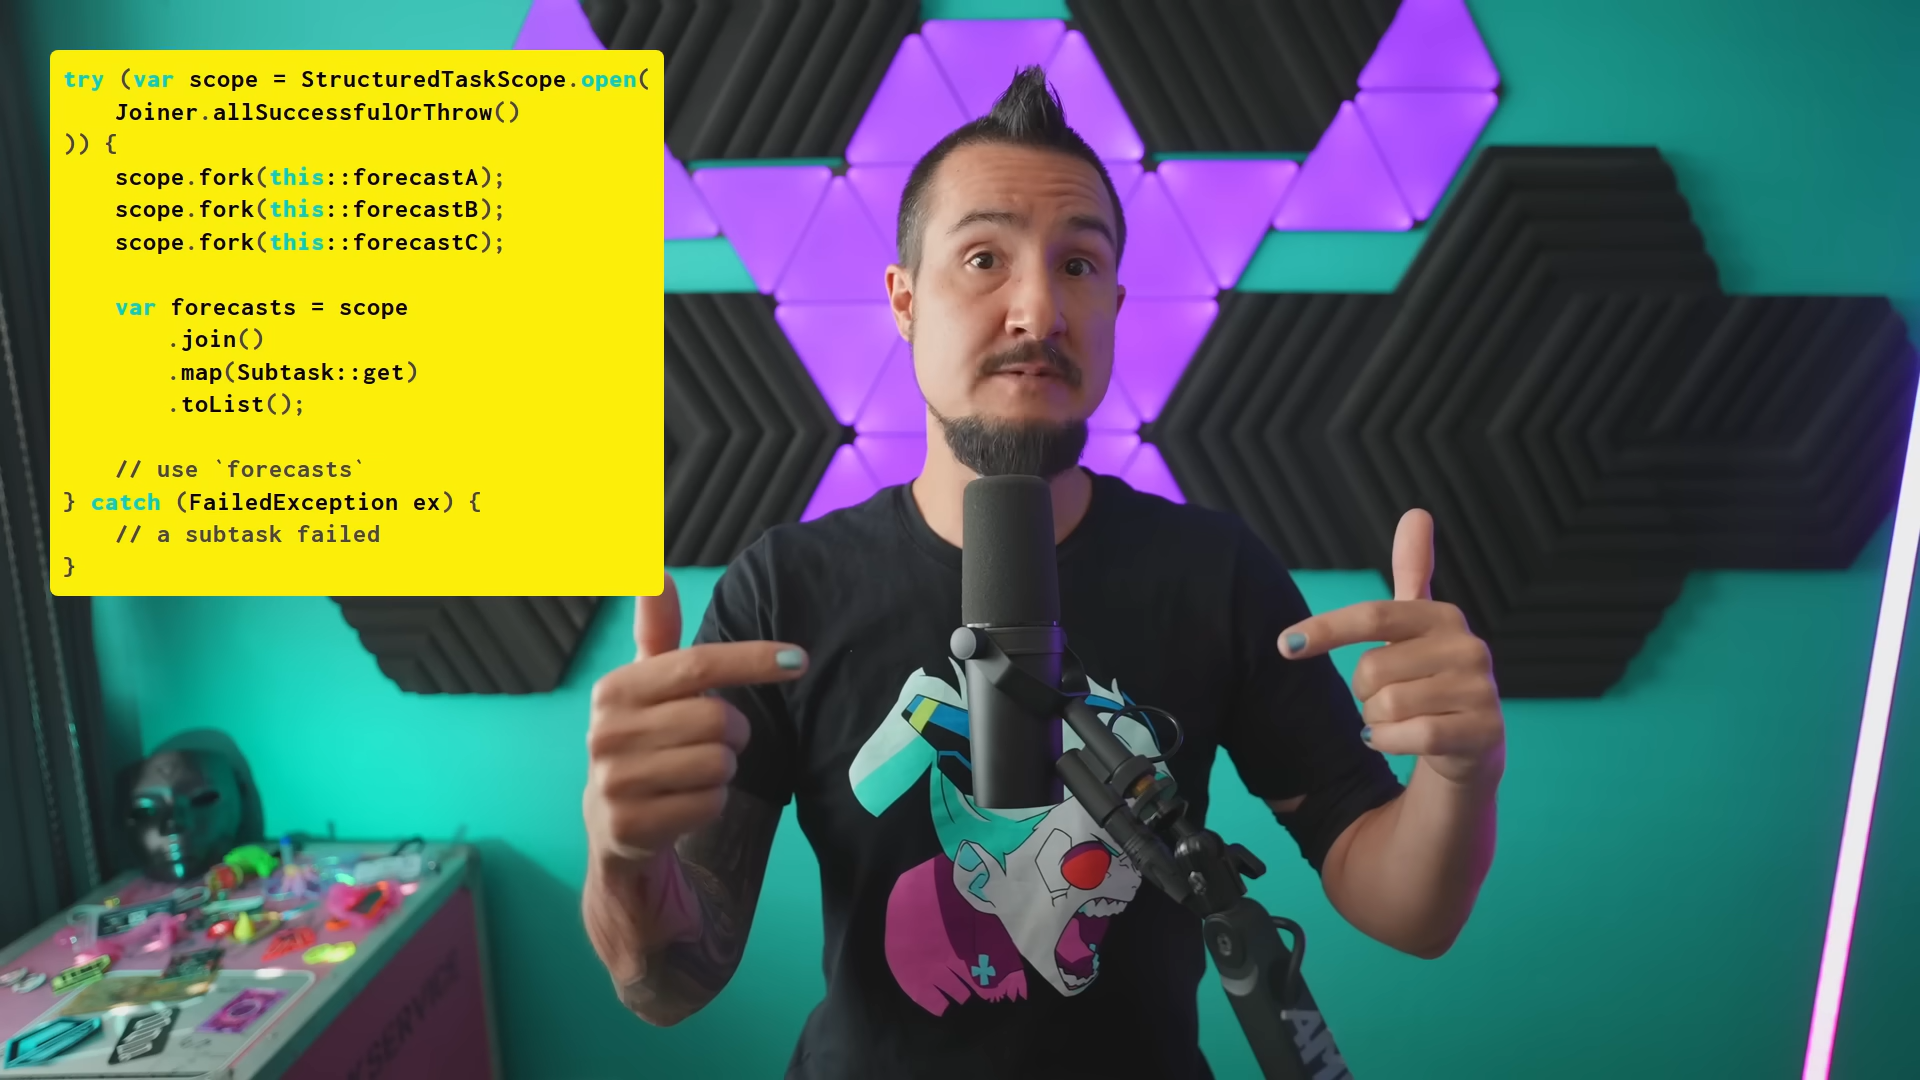 try (var scope = StructuredTaskScope.open(
    Joiner.allSuccessfulOrThrow()
)) {
    scope.fork(this::forecastA);
    scope.fork(this::forecastB);
    scope.fork(this::forecastC);
    var forecasts = scope
        .join()
        .map(Subtask::get)
        .toList();
    // use `forecasts`
} catch (FailedException ex) {
    // a subtask failed
}